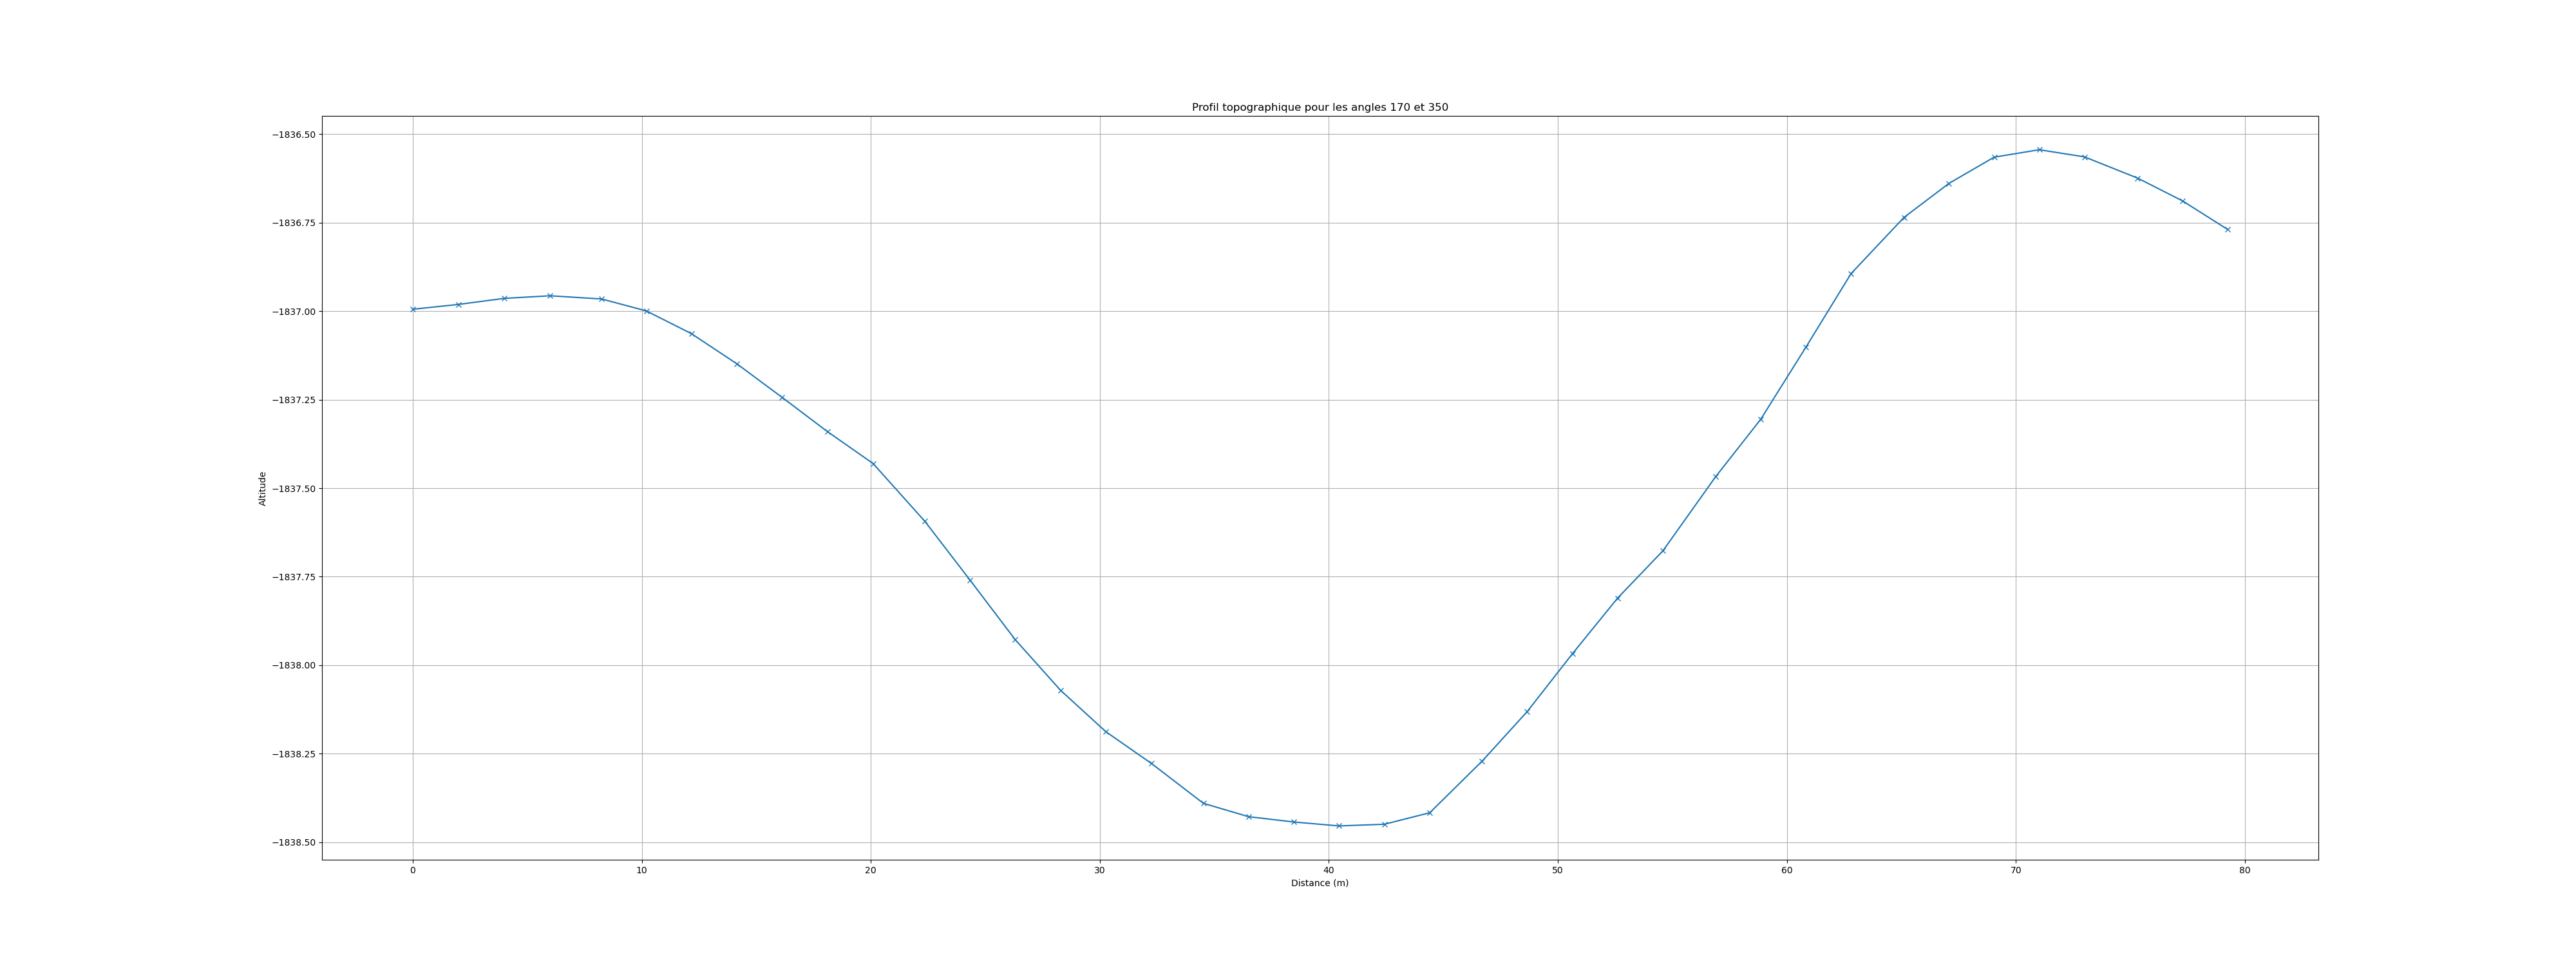 Profil topographique pour les angles 170 et 350
−1836.50
−1836.75
−1837.00
−1837.25
−1837.50
−1837.75
−1838.00
−1838.25
−1838.50
Altitude
0 10 20 30 40 50 60 70 80
Distance (m)